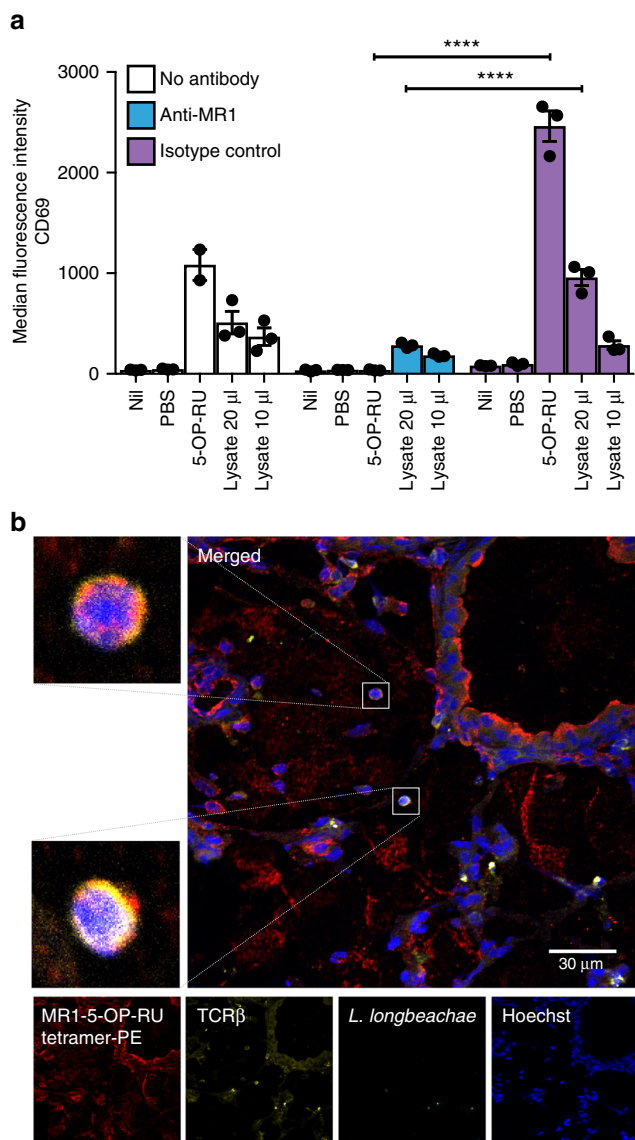 a
****
****
3000
2000
1000
0
Median fluorescence intensity
CD69
No antibody
Anti-MR1
Isotype control
Nil
PBS
5-OP-RU
Lysate 20 µl
Lysate 10 µl
Nil
PBS
5-OP-RU
Lysate 20 µl
Lysate 10 µl
Nil
PBS
5-OP-RU
Lysate 20 µl
Lysate 10 µl
b
Merged
30 µm
MR1-5-OP-RU
tetramer-PE
TCRβ
L. longbeachae
Hoechst